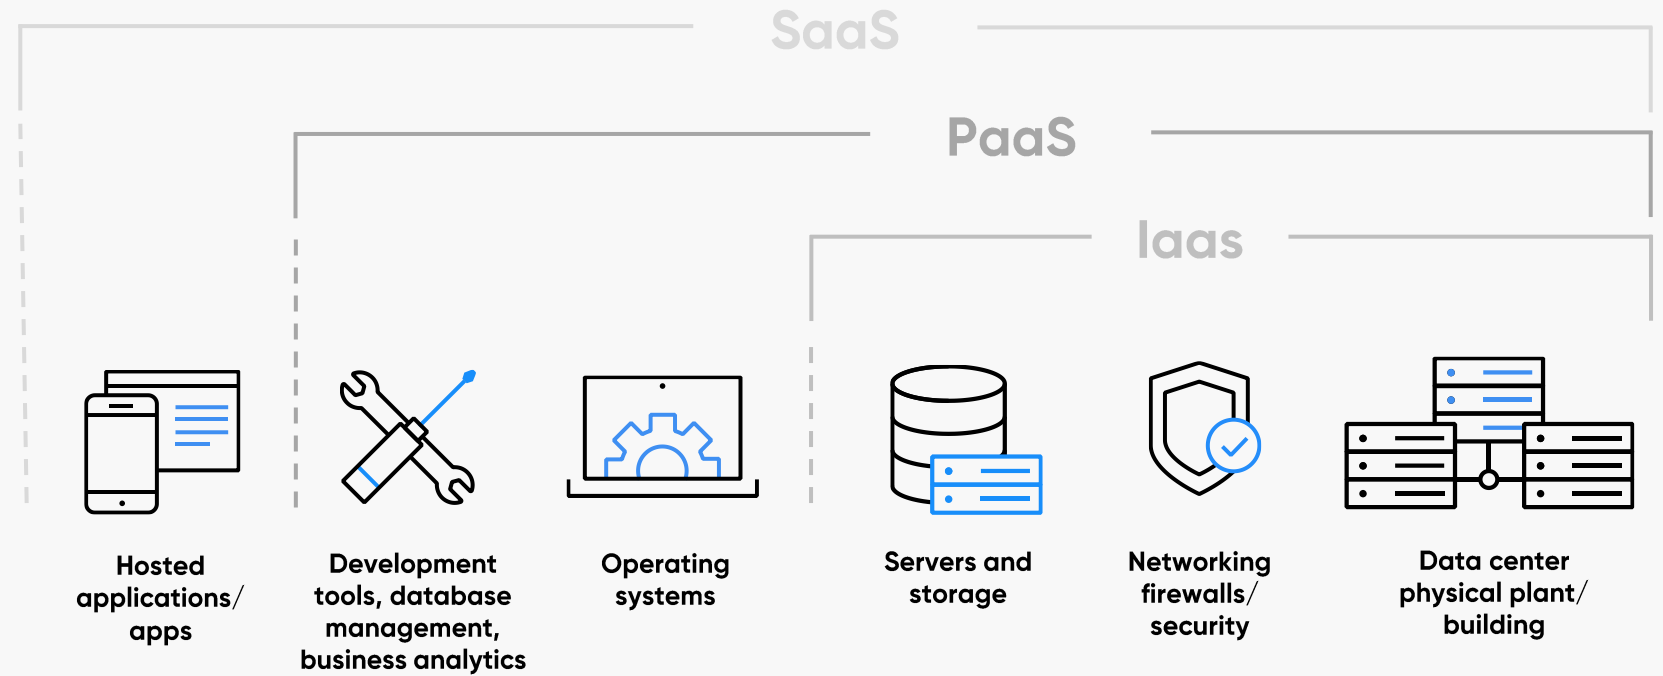 SaaS
PaaS
Iaas
Hosted
applications/
apps
Development
tools, database
management,
business analytics
Operating
systems
Servers and
storage
Networking
firewalls/
security
Data center
physical plant/
building